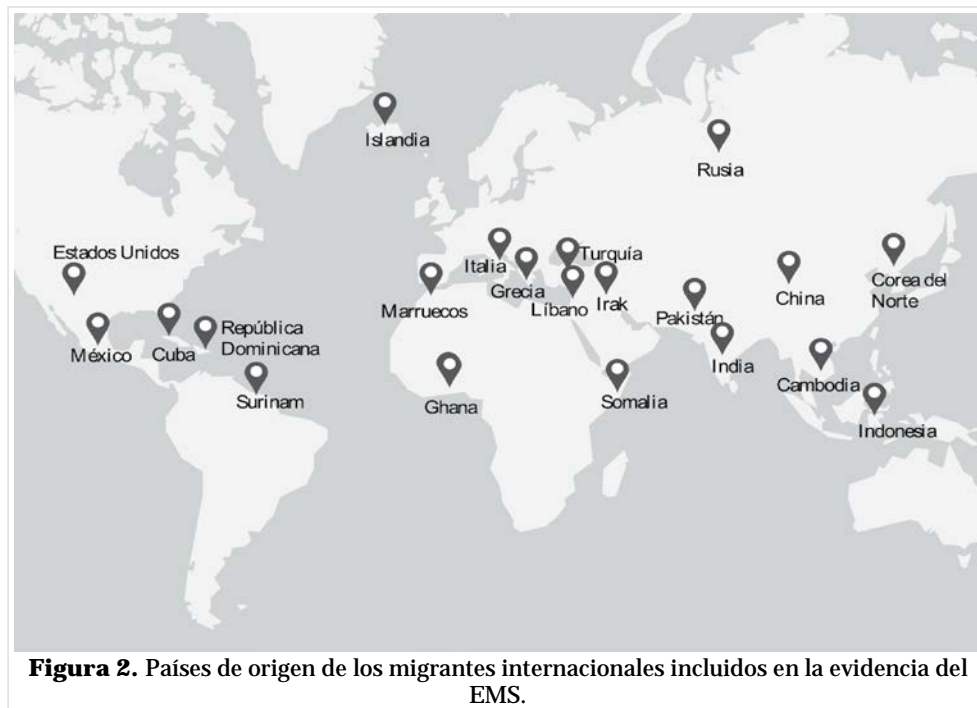 Islandia
Rusia
Estados Unidos
Italia
Turquía
Grecia
Líbano
Irak
China
Corea del
Norte
Marruecos
Pakistán
México
Cuba
República
Dominicana
India
Surinam
Ghana
Somalia
Cambodia
Indonesia
Figura 2. Países de origen de los migrantes internacionales incluidos en la evidencia del
EMS.